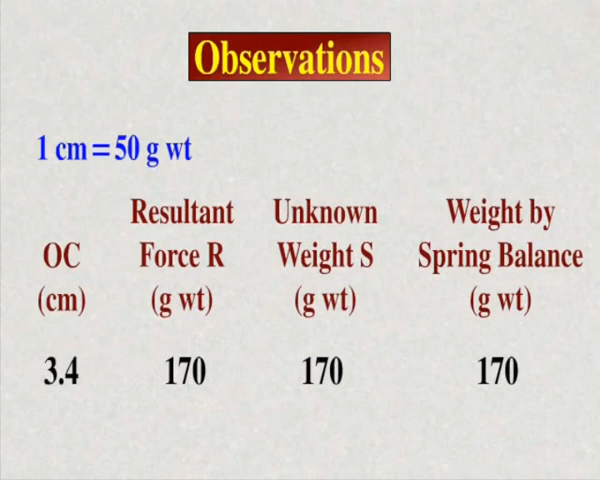 Observations
1 cm = 50 g wt
Resultant Unknown Weight by
OC Force R Weight S Spring Balance
(cm) (g wt) (g wt) (g wt)
3.4 170 170 170